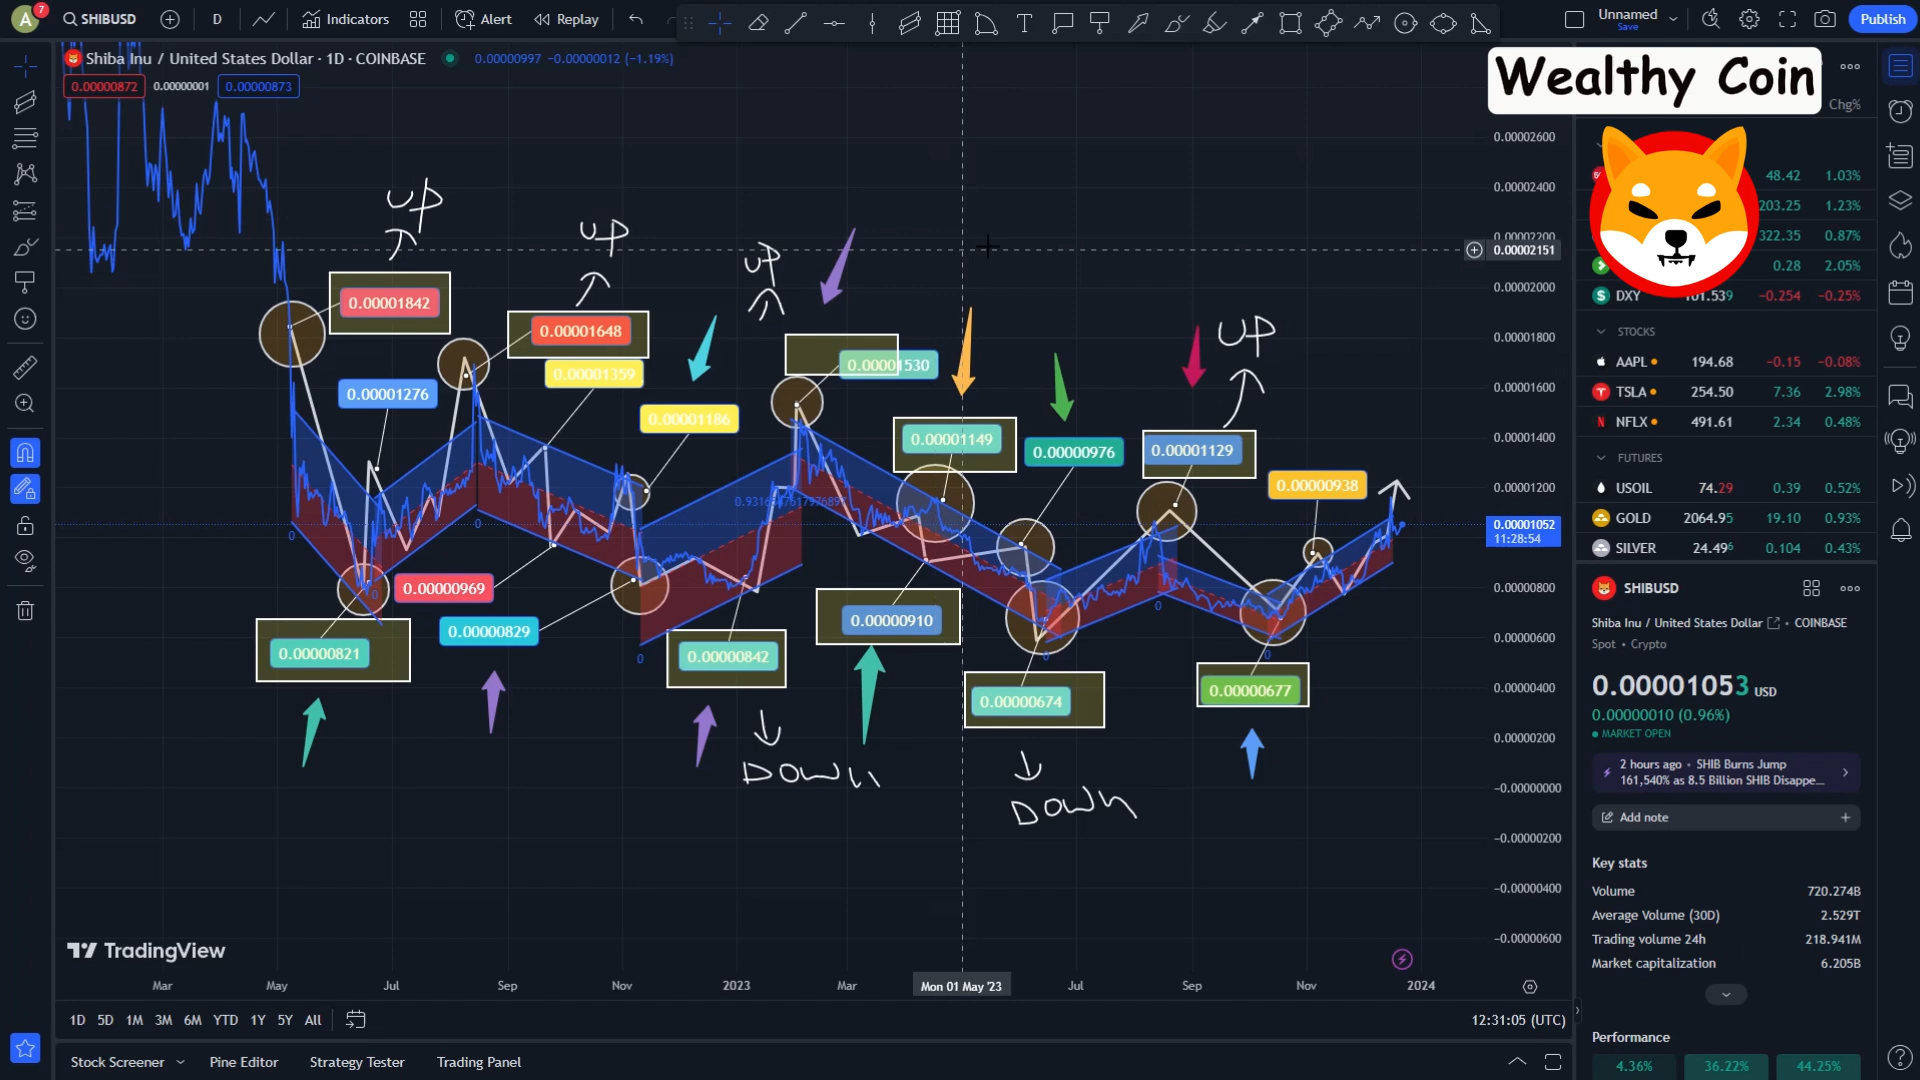 A
7
SHIBUSD
D
Indicators
Alert
Replay
T
Unnamed
Save
Publish
Shiba Inu / United States Dollar · 1D · COINBASE
0.00000997 −0.00000012 (−1.19%)
0.00000872
0.00000001
0.00000873
Wealthy Coin
Chg%
0.00002600
0.00002400
0.00002200
0.00002151
0.00002000
0.00001800
0.00001600
0.00001400
0.00001200
0.00001052
11:28:54
0.00000800
0.00000600
0.00000400
0.00000200
−0.00000000
−0.00000200
−0.00000400
−0.00000600
UP
UP
UP
UP
0.00001842
0.00001648
0.00001359
0.00001276
0.00001186
0.00001530
0.00001149
0.00000976
0.00001129
0.00000938
0.00000969
0.00000829
0.00000821
0.00000842
0.00000910
0.00000674
0.00000677
0
0
0
0
0
0
0
DOWN
DOWN
TradingView
Mar
May
Jul
Sep
Nov
2023
Mar
Mon 01 May '23
Jul
Sep
Nov
2024
1D 5D 1M 3M 6M YTD 1Y 5Y All
12:31:05 (UTC)
Stock Screener
Pine Editor
Strategy Tester
Trading Panel
48.42 1.03%
203.25 1.23%
322.35 0.87%
0.28 2.05%
DXY 101.539 −0.254 −0.25%
STOCKS
AAPL 194.68 −0.15 −0.08%
TSLA 254.50 7.36 2.98%
NFLX 491.61 2.34 0.48%
FUTURES
USOIL 74.29 0.39 0.52%
GOLD 2064.95 19.10 0.93%
SILVER 24.496 0.104 0.43%
SHIBUSD
Shiba Inu / United States Dollar • COINBASE
Spot • Crypto
0.00001053 USD
0.00000010 (0.96%)
MARKET OPEN
2 hours ago • SHIB Burns Jump
161,540% as 8.5 Billion SHIB Disappe...
Add note
Key stats
Volume 720.274B
Average Volume (30D) 2.529T
Trading volume 24h 218.941M
Market capitalization 6.205B
Performance
4.36%
36.22%
44.25%